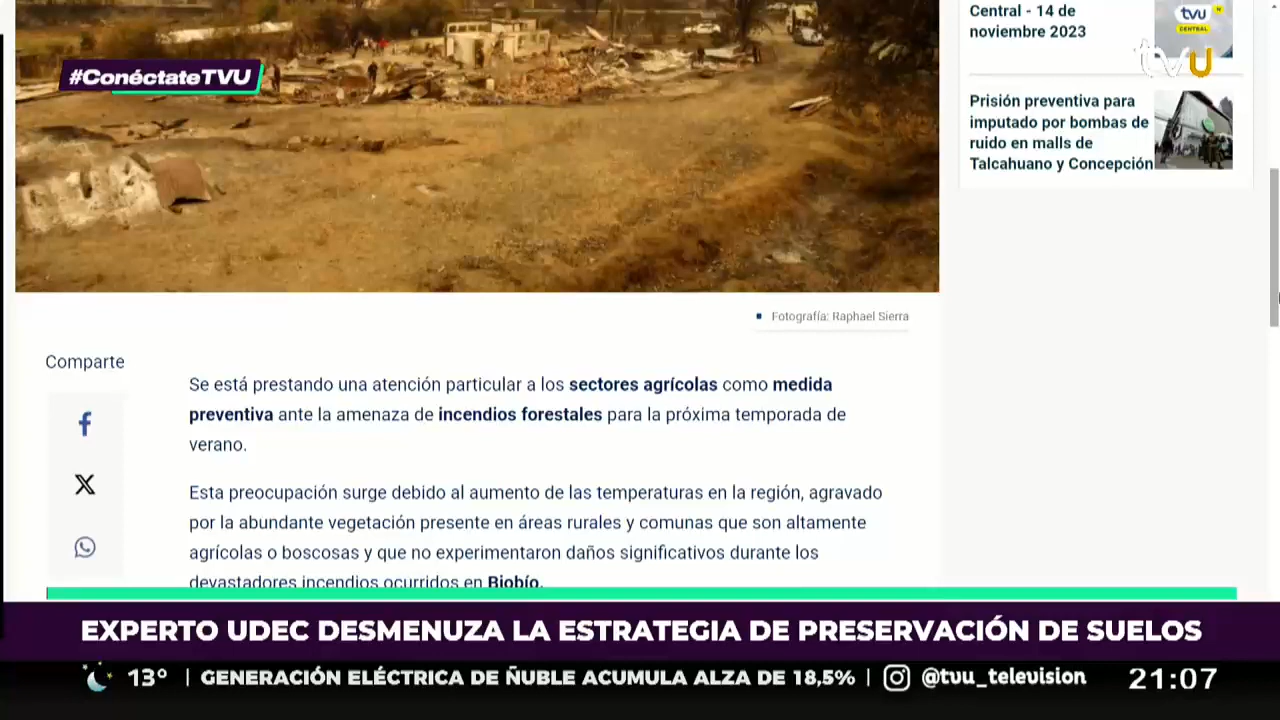 #ConéctateTVU
Central - 14 de
noviembre 2023
tvu
CENTRAL
tvU
Prisión preventiva para
imputado por bombas de
ruido en malls de
Talcahuano y Concepción
Fotografía: Raphael Sierra
Comparte
Se está prestando una atención particular a los sectores agrícolas como medida
preventiva ante la amenaza de incendios forestales para la próxima temporada de
verano.
Esta preocupación surge debido al aumento de las temperaturas en la región, agravado
por la abundante vegetación presente en áreas rurales y comunas que son altamente
agrícolas o boscosas y que no experimentaron daños significativos durante los
devastadores incendios ocurridos en Biobío.
EXPERTO UDEC DESMENUZA LA ESTRATEGIA DE PRESERVACIÓN DE SUELOS
13° | GENERACIÓN ELÉCTRICA DE ÑUBLE ACUMULA ALZA DE 18,5% | @tvu_television 21:07